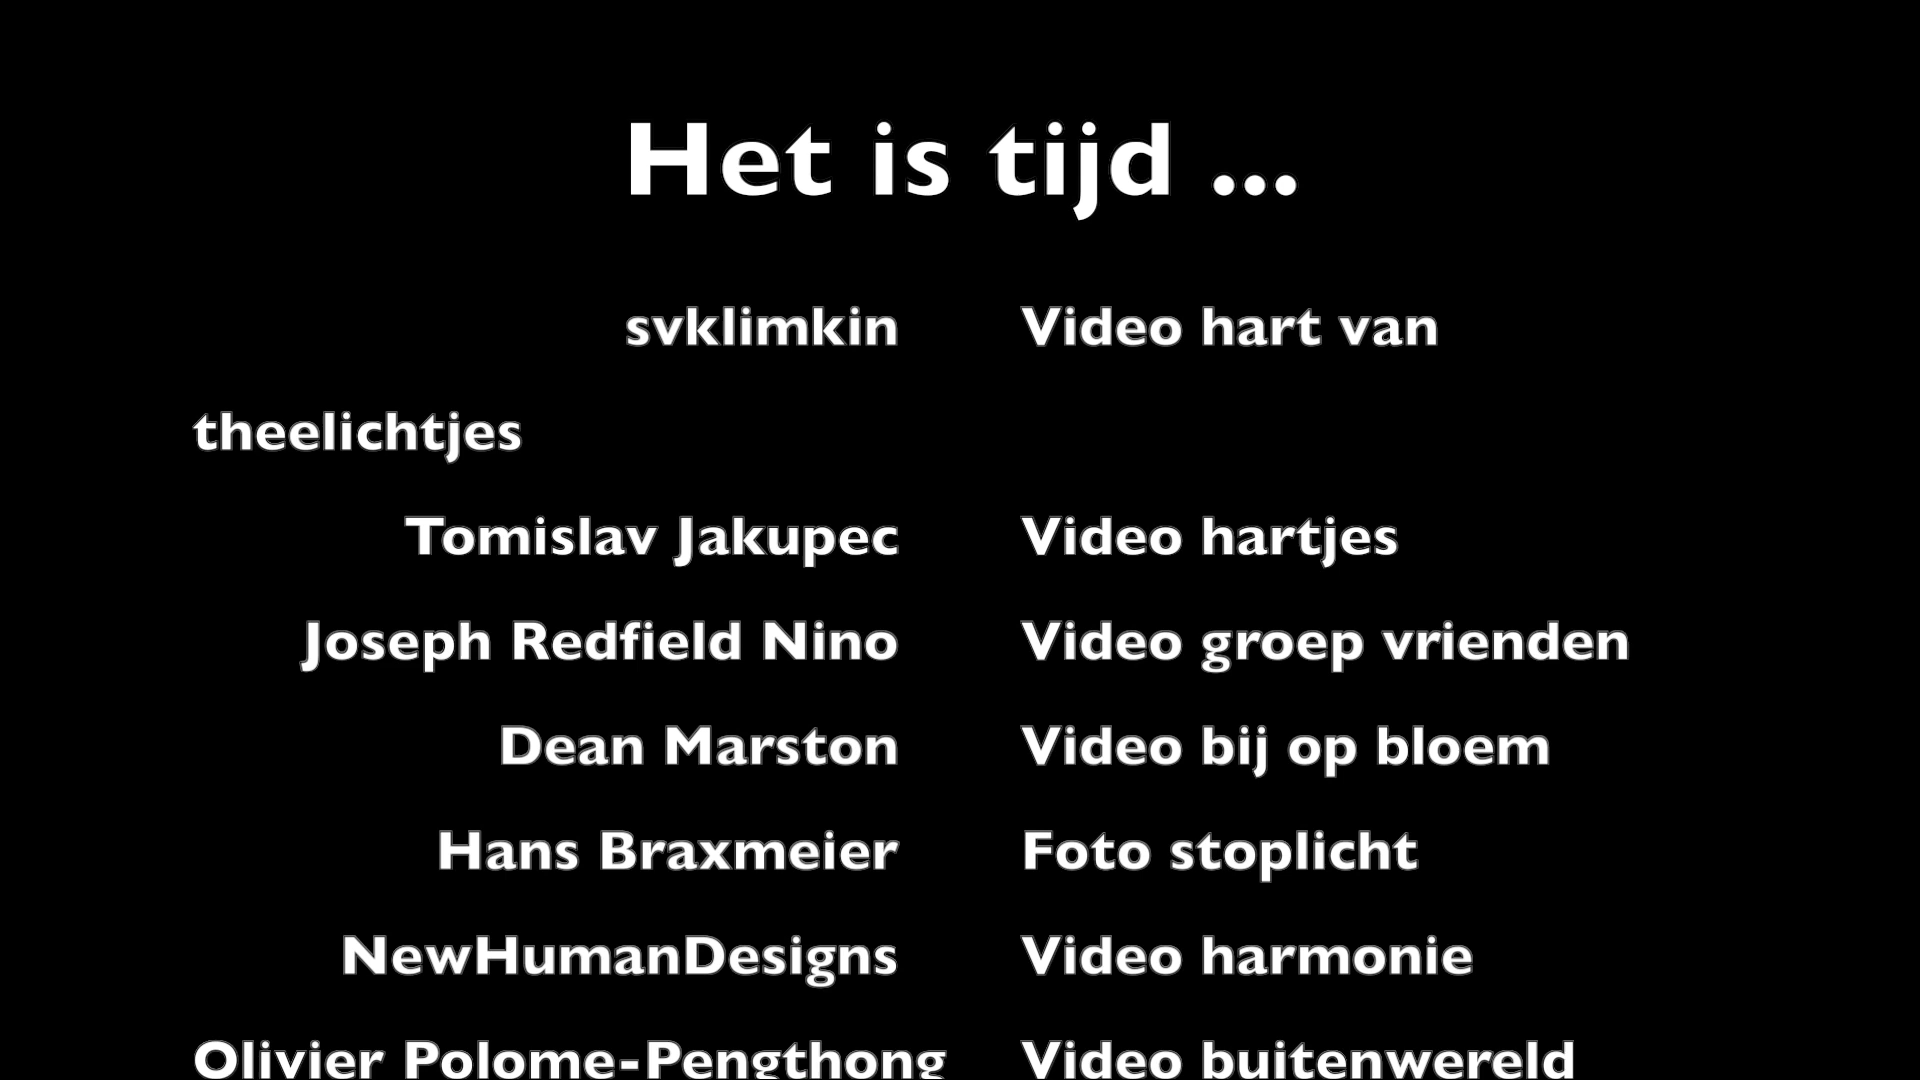 Het is tijd ...
svklimkin Video hart van
theelichtjes
Tomislav Jakupec Video hartjes
Joseph Redfield Nino Video groep vrienden
Dean Marston Video bij op bloem
Hans Braxmeier Foto stoplicht
NewHumanDesigns Video harmonie
Olivier Polome-Pengthong Video buitenwereld